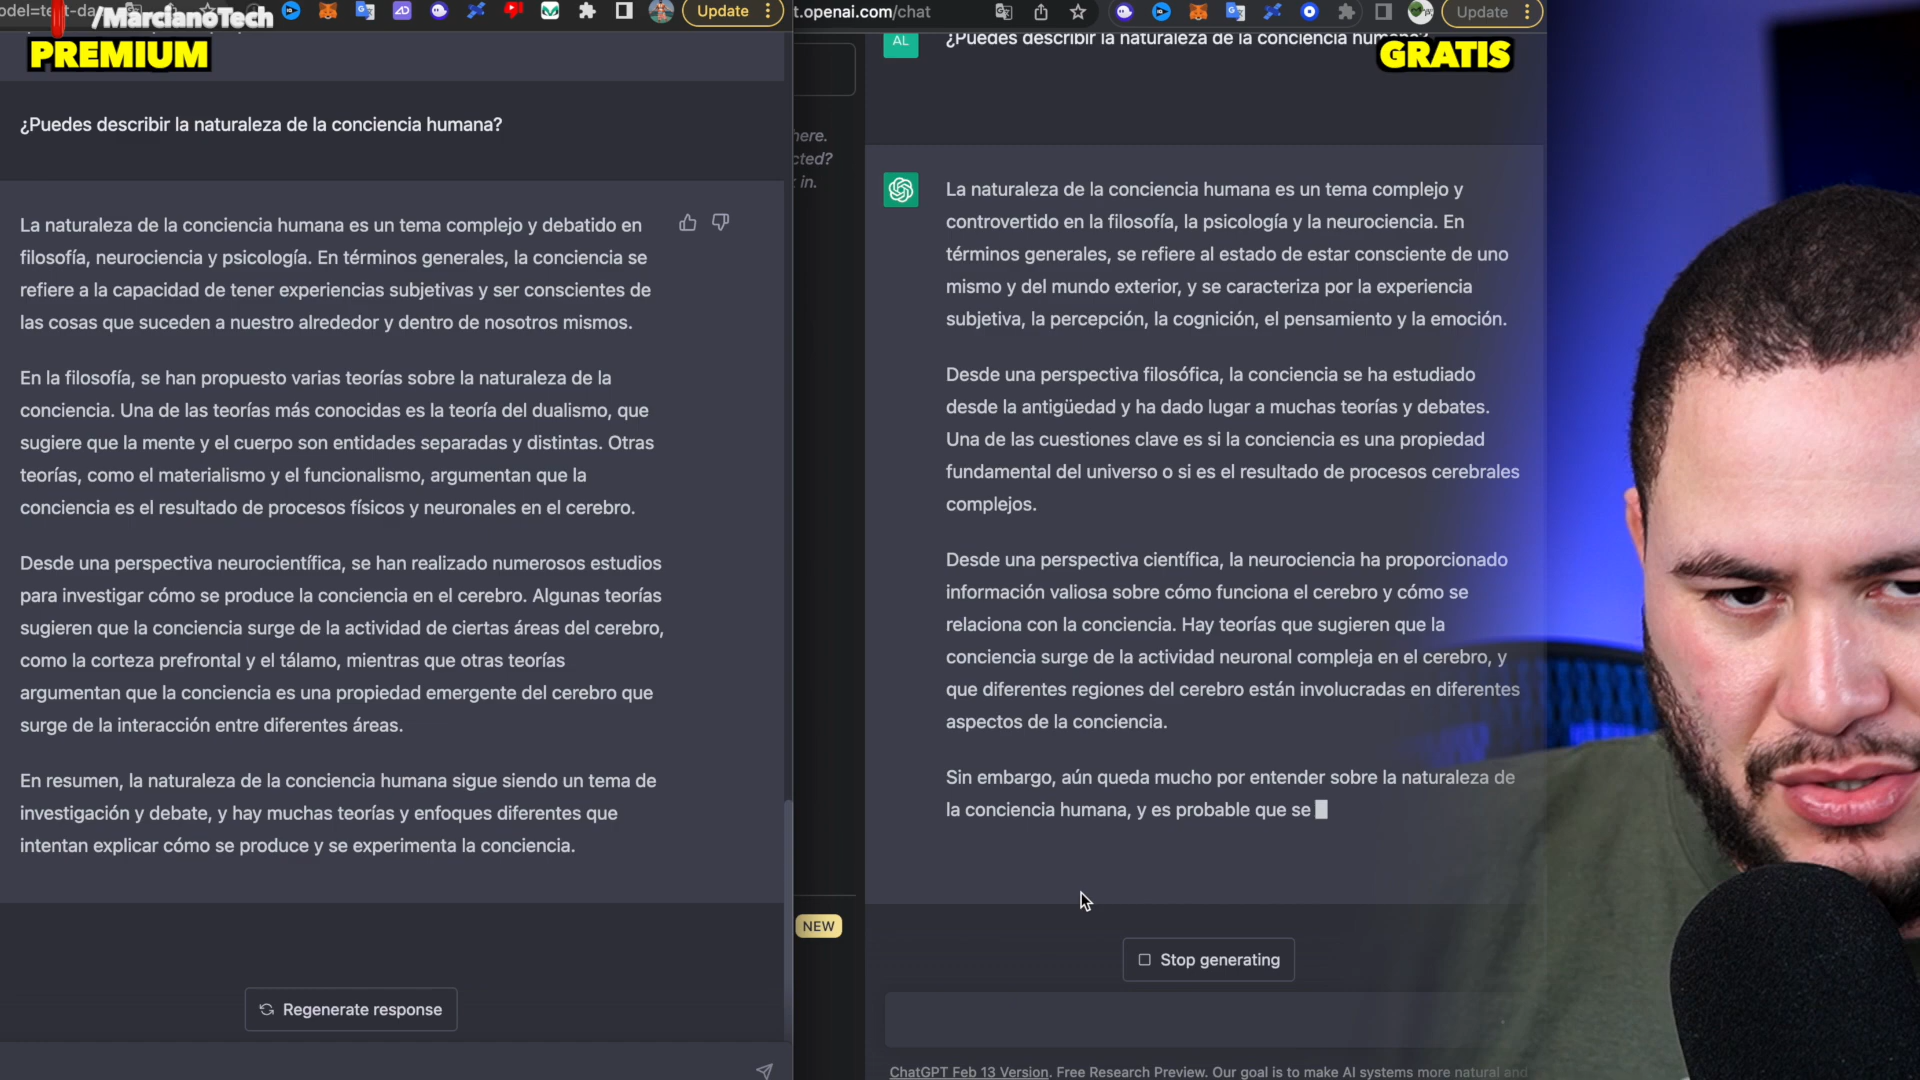 /MarcianoTech
Update
t.openai.com/chat
Update
PREMIUM
GRATIS
¿Puedes describir la naturaleza de la conciencia humana?
La naturaleza de la conciencia humana es un tema complejo y debatido en
filosofía, neurociencia y psicología. En términos generales, la conciencia se
refiere a la capacidad de tener experiencias subjetivas y ser conscientes de
las cosas que suceden a nuestro alrededor y dentro de nosotros mismos.
En la filosofía, se han propuesto varias teorías sobre la naturaleza de la
conciencia. Una de las teorías más conocidas es la teoría del dualismo, que
sugiere que la mente y el cuerpo son entidades separadas y distintas. Otras
teorías, como el materialismo y el funcionalismo, argumentan que la
conciencia es el resultado de procesos físicos y neuronales en el cerebro.
Desde una perspectiva neurocientífica, se han realizado numerosos estudios
para investigar cómo se produce la conciencia en el cerebro. Algunas teorías
sugieren que la conciencia surge de la actividad de ciertas áreas del cerebro,
como la corteza prefrontal y el tálamo, mientras que otras teorías
argumentan que la conciencia es una propiedad emergente del cerebro que
surge de la interacción entre diferentes áreas.
En resumen, la naturaleza de la conciencia humana sigue siendo un tema de
investigación y debate, y hay muchas teorías y enfoques diferentes que
intentan explicar cómo se produce y se experimenta la conciencia.
Regenerate response
here.
cted?
in.
NEW
AL
¿Puedes describir la naturaleza de la conciencia humana?
La naturaleza de la conciencia humana es un tema complejo y
controvertido en la filosofía, la psicología y la neurociencia. En
términos generales, se refiere al estado de estar consciente de uno
mismo y del mundo exterior, y se caracteriza por la experiencia
subjetiva, la percepción, la cognición, el pensamiento y la emoción.
Desde una perspectiva filosófica, la conciencia se ha estudiado
desde la antigüedad y ha dado lugar a muchas teorías y debates.
Una de las cuestiones clave es si la conciencia es una propiedad
fundamental del universo o si es el resultado de procesos cerebrales
complejos.
Desde una perspectiva científica, la neurociencia ha proporcionado
información valiosa sobre cómo funciona el cerebro y cómo se
relaciona con la conciencia. Hay teorías que sugieren que la
conciencia surge de la actividad neuronal compleja en el cerebro, y
que diferentes regiones del cerebro están involucradas en diferentes
aspectos de la conciencia.
Sin embargo, aún queda mucho por entender sobre la naturaleza de
la conciencia humana, y es probable que se
Stop generating
ChatGPT Feb 13 Version. Free Research Preview. Our goal is to make AI systems more natural and